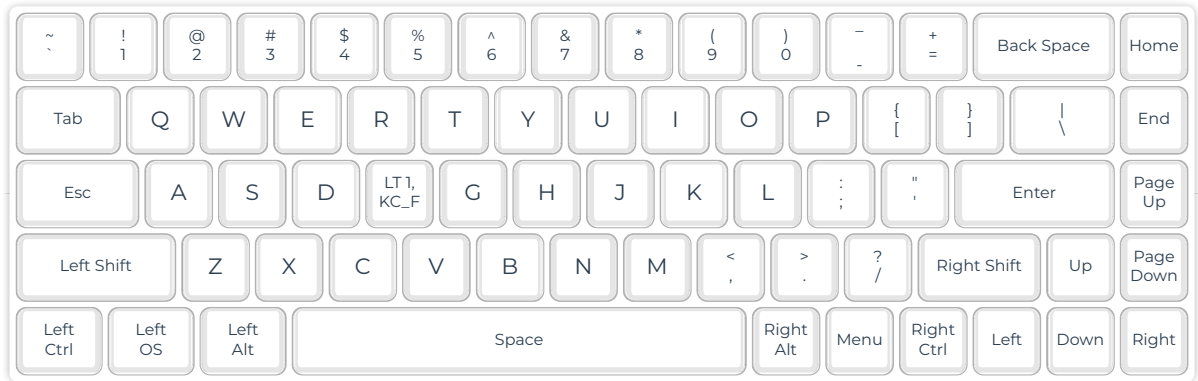 ~ ! @ # $ % ^ & * ( ) _ + Back Space Home
` 1 2 3 4 5 6 7 8 9 0 - =
Tab Q W E R T Y U I O P { } | End
[ ] \
Esc A S D LT 1, G H J K L : " Enter Page
KC_F ; ' Up
Left Shift Z X C V B N M < > ? Right Shift Up Page
, . / Down
Left Left Left Space Right Menu Right Left Down Right
Ctrl OS Alt Alt Ctrl